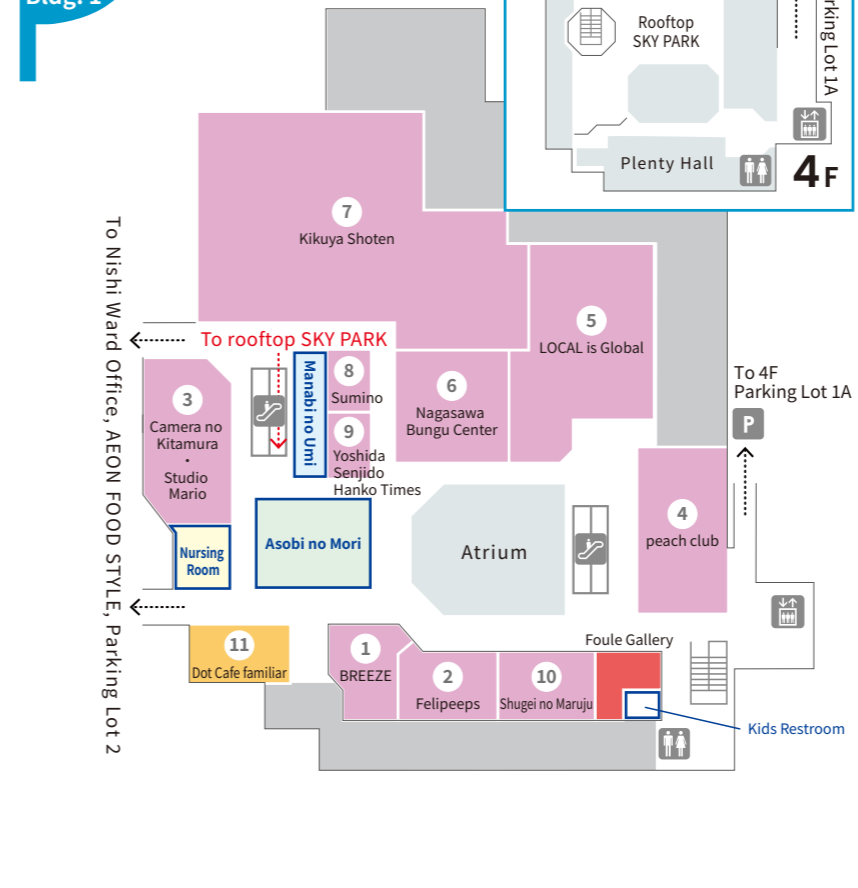 Bldg. 1
Rooftop
SKY PARK
Plenty Hall
4F
Parking Lot 1A
7
Kikuya Shoten
5
LOCAL is Global
To rooftop SKY PARK
To Nishi Ward Office, AEON FOOD STYLE, Parking Lot 2
3
Camera no
Kitamura
・
Studio
Mario
Manabi no Umi
8
Sumino
9
Yoshida
Senjido
Hanko Times
6
Nagasawa
Bungu Center
To 4F
Parking Lot 1A
P
4
peach club
Nursing
Room
Asobi no Mori
Atrium
11
Dot Cafe familiar
1
BREEZE
2
Felipeeps
10
Shugei no Maruju
Foule Gallery
Kids Restroom